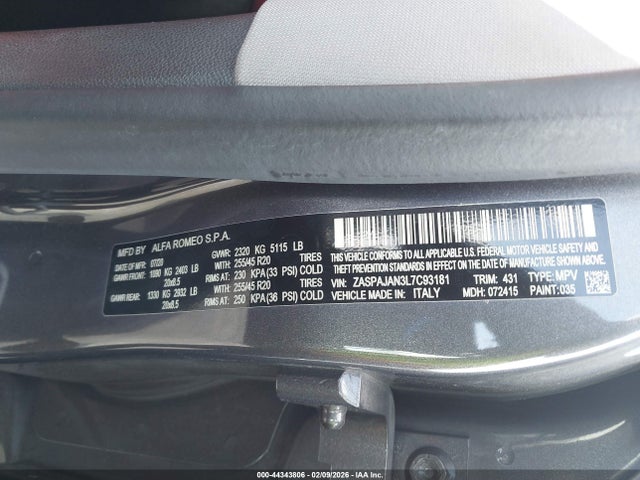 MFD BY ALFA ROMEO S.P.A.
DATE OF MFR: 07/20 GVWR: 2320 KG 5115 LB
GAWR FRONT: 1090 KG 2403 LB WITH: 255/45 R20 TIRES
20x8.5 RIMS AT: 230 KPA(33 PSI) COLD
GAWR REAR: 1330 KG 2932 LB WITH: 255/45 R20 TIRES
20x8.5 RIMS AT: 250 KPA(36 PSI) COLD
THIS VEHICLE CONFORMS TO ALL APPLICABLE U.S. FEDERAL MOTOR VEHICLE SAFETY
STANDARDS IN EFFECT ON THE DATE OF MANUFACTURE SHOWN ABOVE.
VIN: ZASPAJAN3L7C93181 TRIM: 431 TYPE: MPV
VEHICLE MADE IN: ITALY MDH: 072415 PAINT: 035
000-44343806 - 02/09/2026 - IAA Inc.